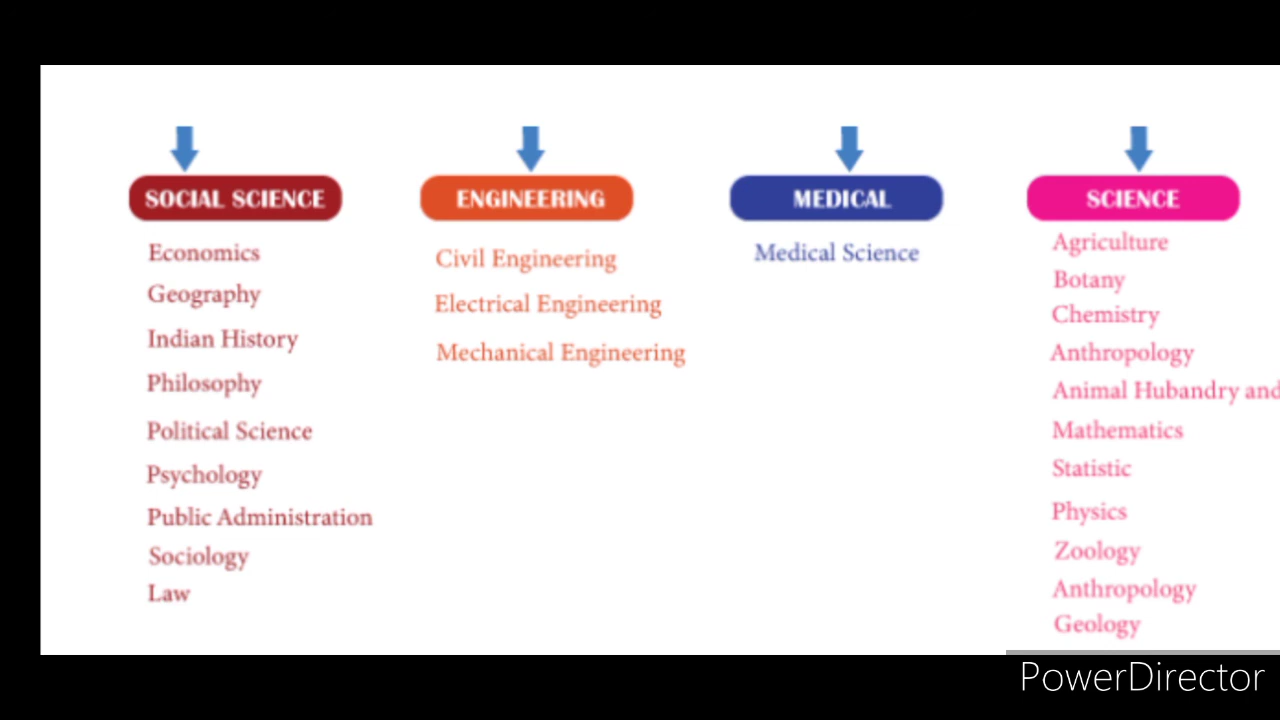 SOCIAL SCIENCE
Economics
Geography
Indian History
Philosophy
Political Science
Psychology
Public Administration
Sociology
Law
ENGINEERING
Civil Engineering
Electrical Engineering
Mechanical Engineering
MEDICAL
Medical Science
SCIENCE
Agriculture
Botany
Chemistry
Anthropology
Animal Hubandry and
Mathematics
Statistic
Physics
Zoology
Anthropology
Geology
PowerDirector